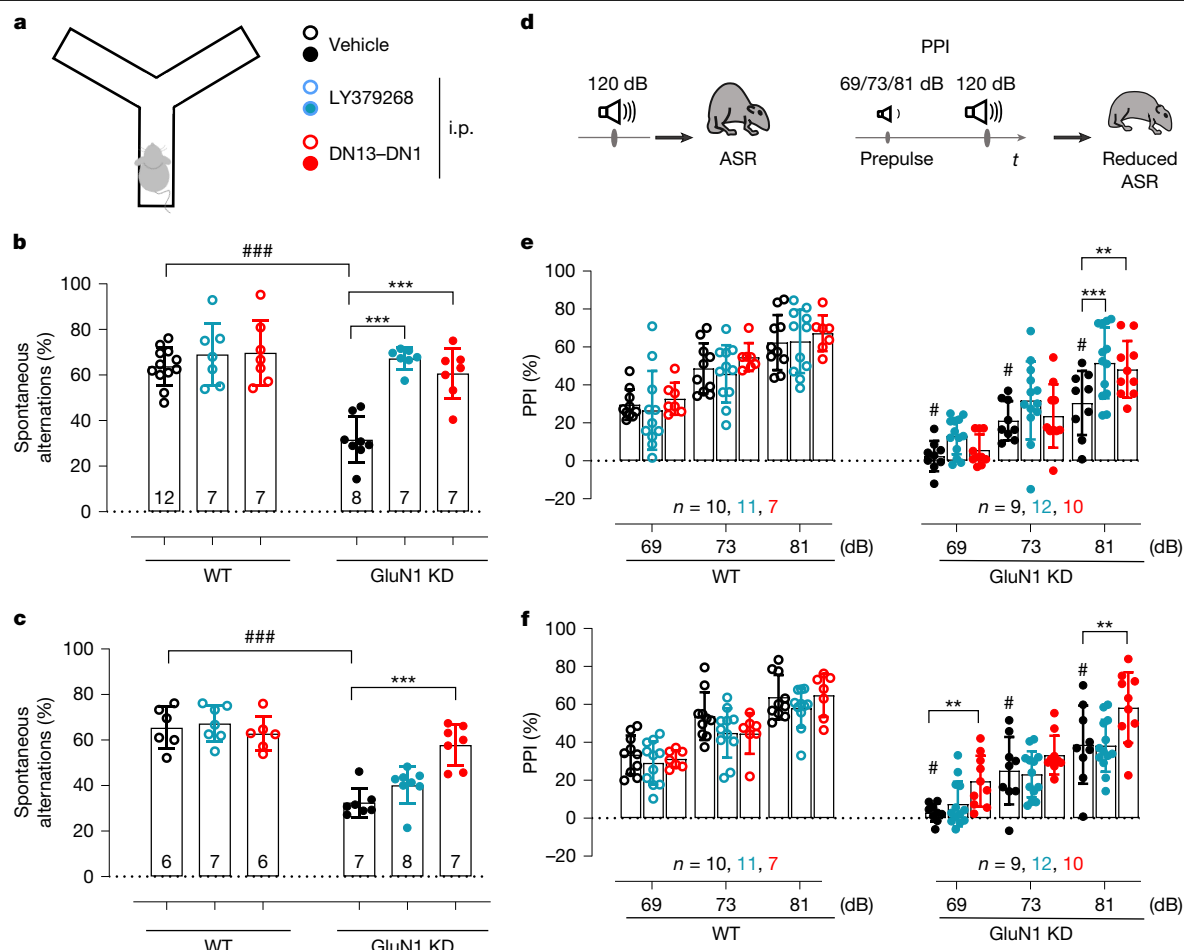 a
Vehicle
LY379268
DN13–DN1
i.p.
d
PPI
120 dB
69/73/81 dB
120 dB
ASR
Prepulse
t
Reduced
ASR
b
Spontaneous
alternations (%)
100
80
60
40
20
0
###
***
***
12
7
7
8
7
7
WT
GluN1 KD
e
PPI (%)
100
80
60
40
20
0
–20
#
#
#
***
**
n = 10, 11, 7
n = 9, 12, 10
69
73
81
(dB)
69
73
81
(dB)
WT
GluN1 KD
c
Spontaneous
alternations (%)
100
80
60
40
20
0
###
***
6
7
6
7
8
7
WT
GluN1 KD
f
PPI (%)
100
80
60
40
20
0
–20
#
**
#
#
**
n = 10, 11, 7
n = 9, 12, 10
69
73
81
(dB)
69
73
81
(dB)
WT
GluN1 KD